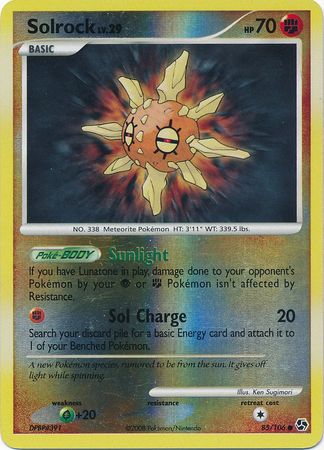 Solrock LV.29 HP 70
BASIC
NO. 338 Meteorite Pokémon HT: 3'11" WT: 339.5 lbs.
Poké-BODY Sunlight
If you have Lunatone in play, damage done to your opponent's
Pokémon by your or Pokémon isn't affected by
Resistance.
Sol Charge 20
Search your discard pile for a basic Energy card and attach it to
1 of your Benched Pokémon.
A new Pokémon species, rumored to be from the sun. It gives off
light while spinning.
Illus. Ken Sugimori
weakness resistance retreat cost
+20
DPBP#391 ©2008 Pokémon/Nintendo 85/106